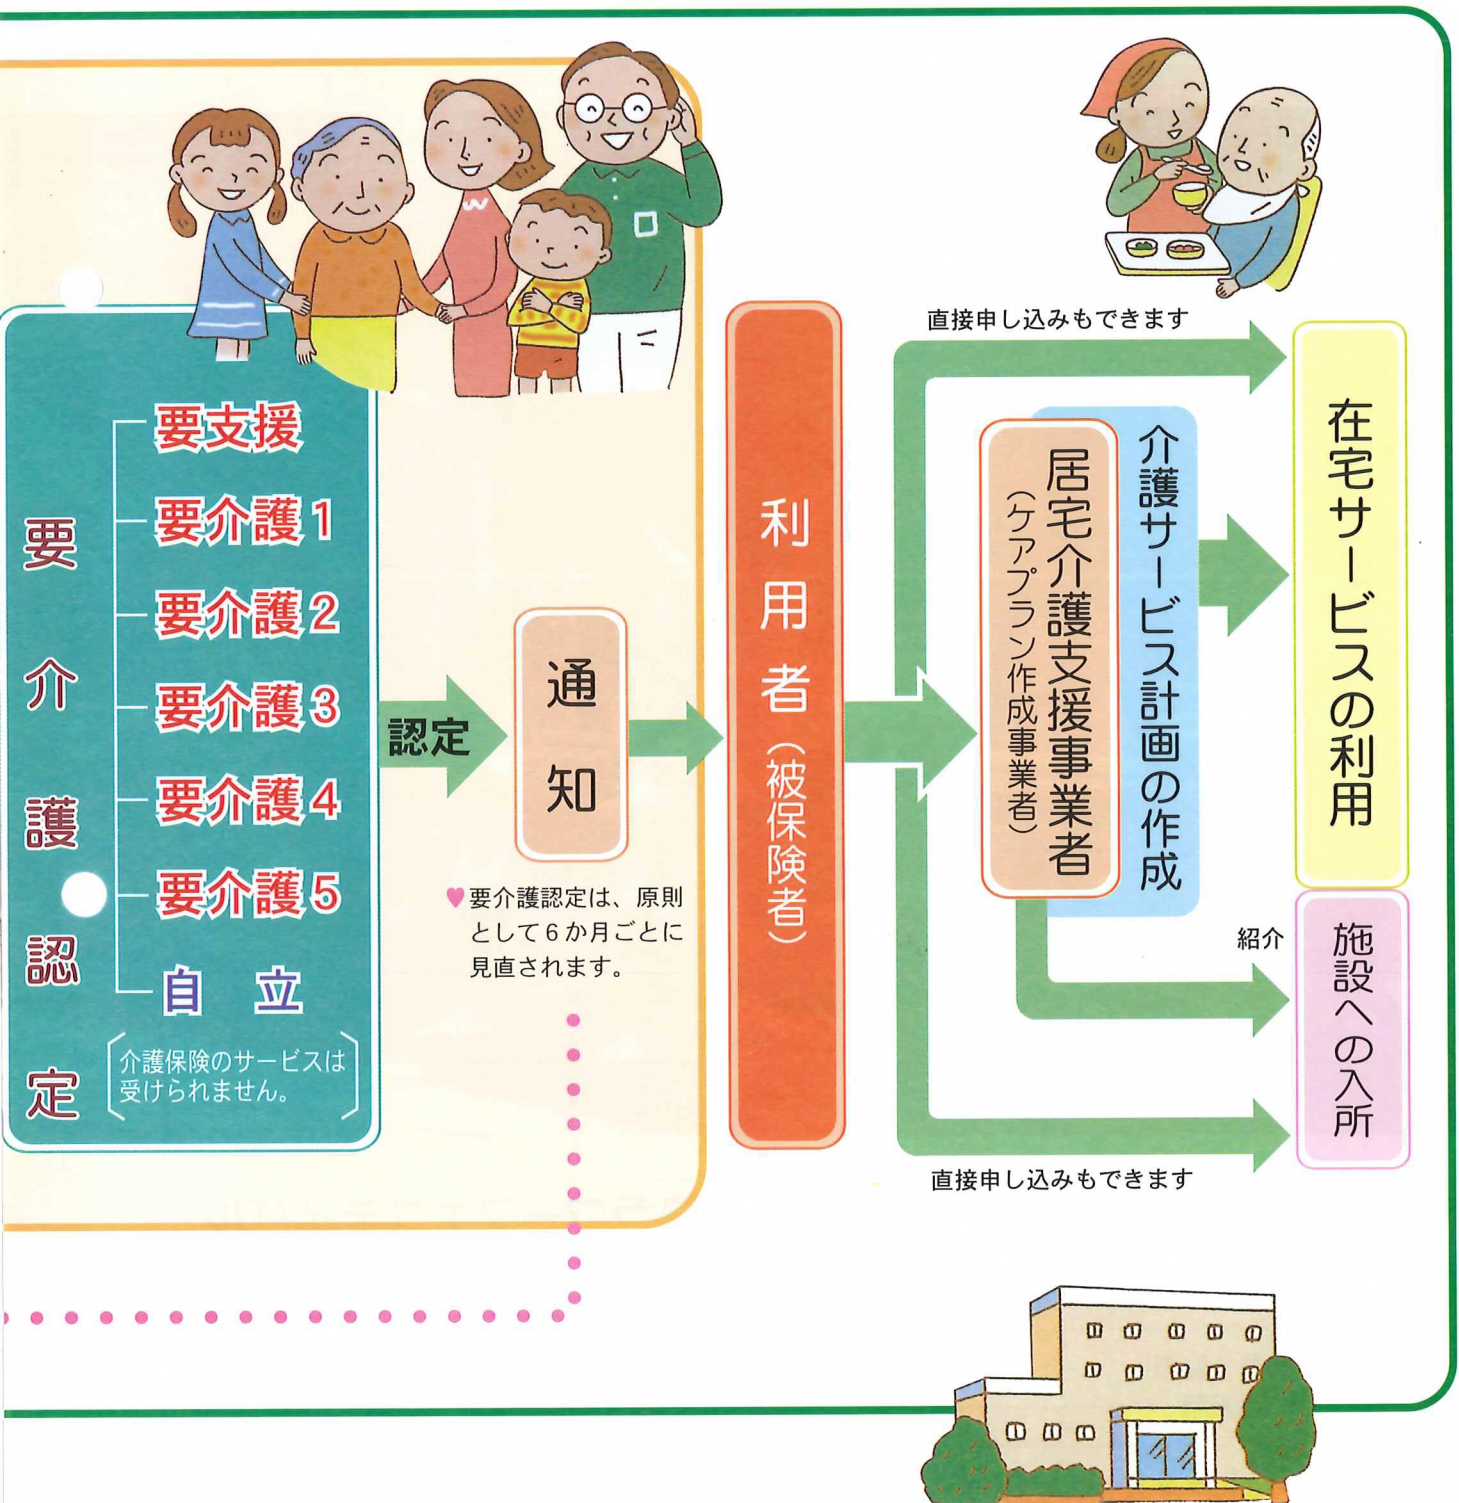 要介護認定
要支援
要介護1
要介護2
要介護3
要介護4
要介護5
自立
介護保険のサービスは
受けられません。
認定
通知
♥要介護認定は、原則
として6か月ごとに
見直されます。
利用者(被保険者)
直接申し込みもできます
居宅介護支援事業者
(ケアプラン作成事業者)
介護サービス計画の作成
在宅サービスの利用
紹介
施設への入所
直接申し込みもできます